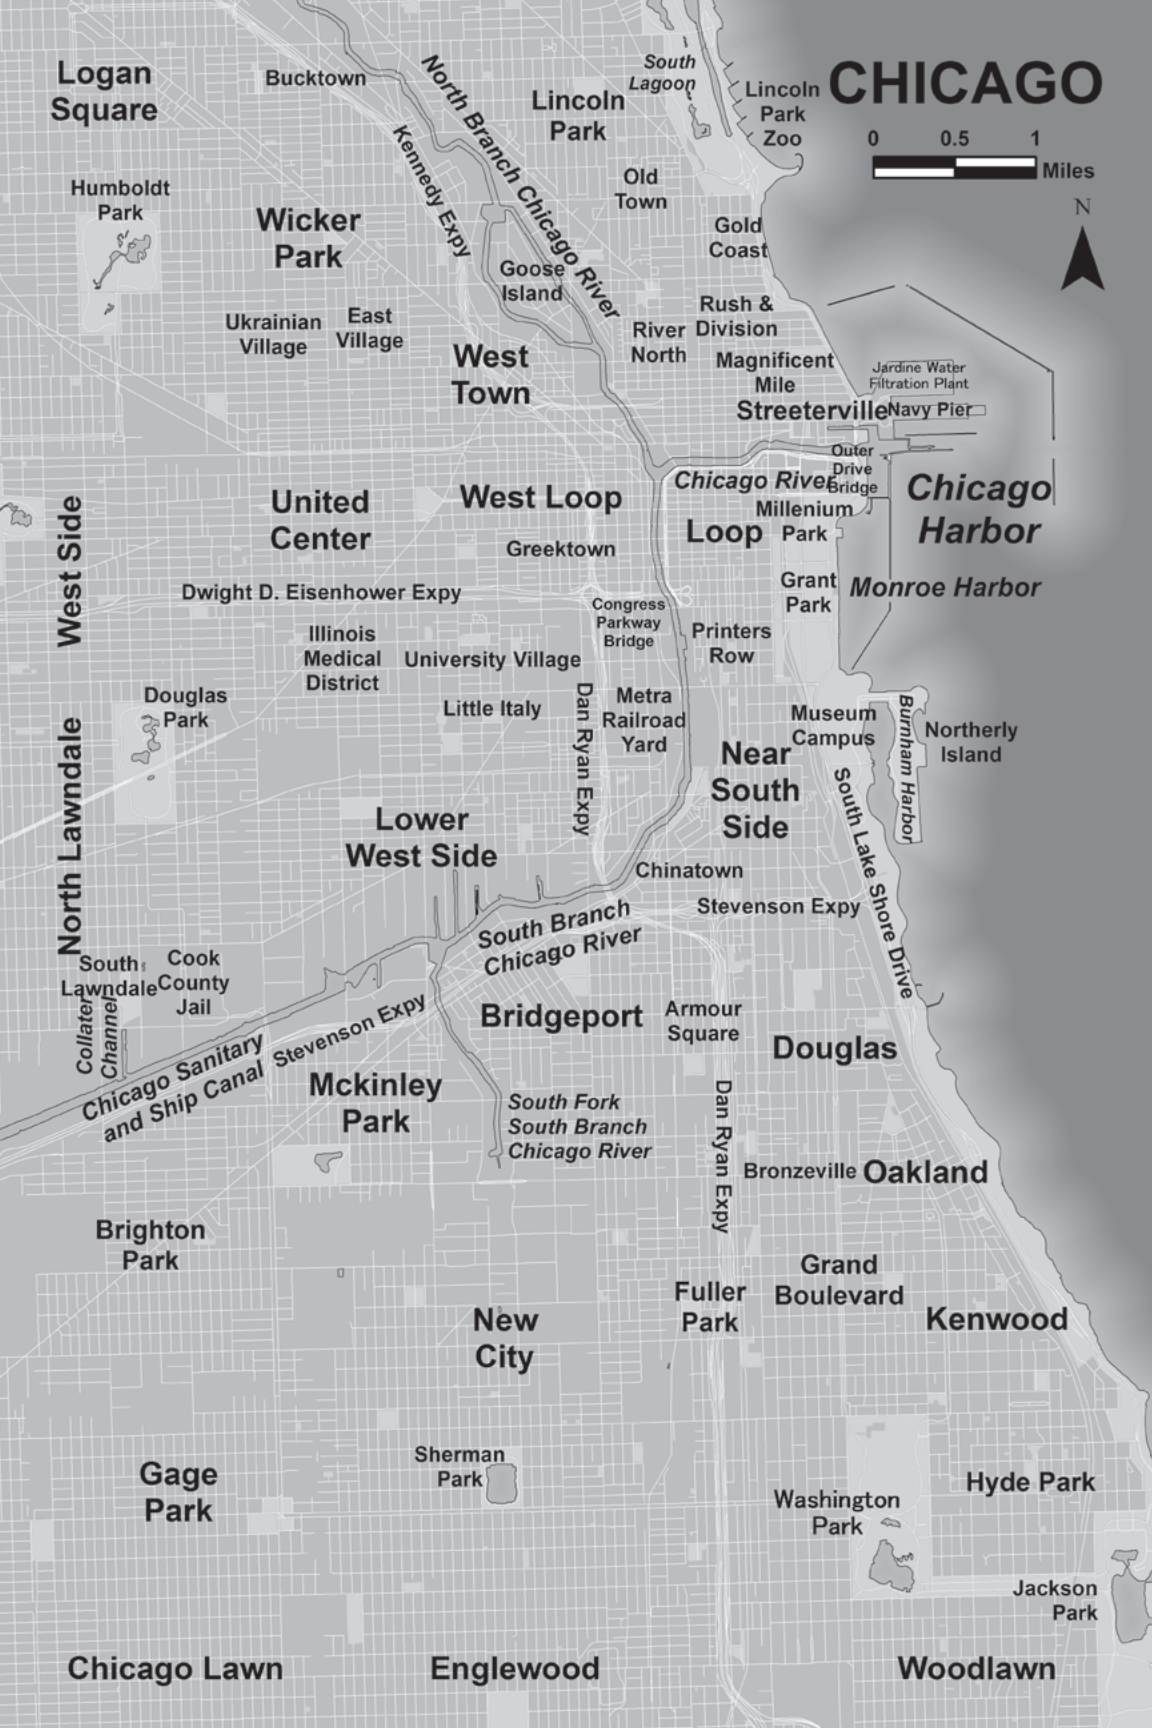 CHICAGO
0 0.5 1
Miles
N
Logan
Square
Bucktown
North Branch Chicago River
Kennedy Expy
Lincoln
Park
South
Lagoon
Lincoln
Park
Zoo
Old
Town
Gold
Coast
Humboldt
Park
Wicker
Park
Goose
Island
Ukrainian
Village
East
Village
West
Town
River
North
Rush &
Division
Magnificent
Mile
Jardine Water
Filtration Plant
Streeterville
Navy Pier
Outer
Drive
Bridge
Chicago River
Chicago
Harbor
West Side
United
Center
West Loop
Greektown
Loop
Millenium
Park
Grant
Park
Monroe Harbor
Dwight D. Eisenhower Expy
Congress
Parkway
Bridge
Printers
Row
Illinois
Medical
District
University Village
Little Italy
Dan Ryan Expy
Metra
Railroad
Yard
Douglas
Park
Museum
Campus
Burnham Harbor
Northerly
Island
Near
South
Side
South Lake Shore Drive
North Lawndale
Lower
West Side
Chinatown
Stevenson Expy
South Branch
Chicago River
South
Lawndale
Cook
County
Jail
Collater
Channel
Chicago Sanitary
and Ship Canal
Stevenson Expy
Bridgeport
Armour
Square
Douglas
Mckinley
Park
South Fork
South Branch
Chicago River
Dan Ryan Expy
Bronzeville
Oakland
Brighton
Park
Grand
Boulevard
Fuller
Park
Kenwood
New
City
Gage
Park
Sherman
Park
Hyde Park
Washington
Park
Jackson
Park
Chicago Lawn
Englewood
Woodlawn